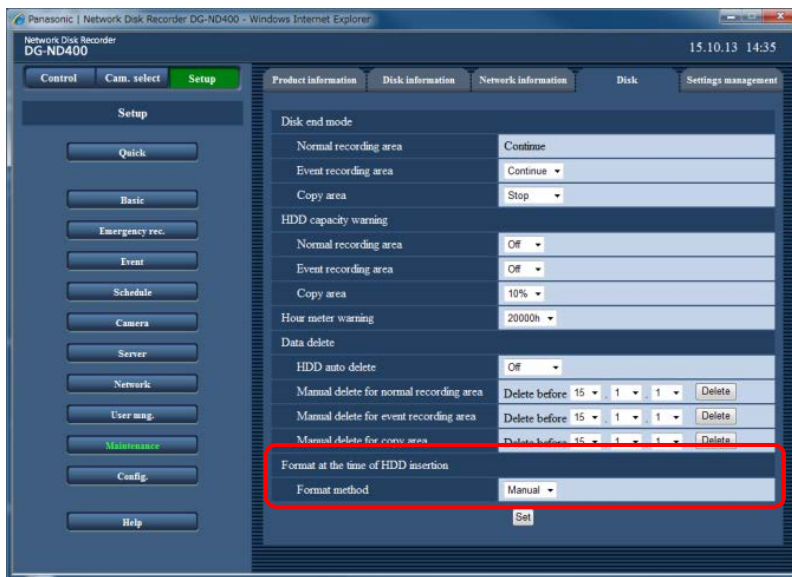 Panasonic | Network Disk Recorder DG-ND400 - Windows Internet Explorer
Network Disk Recorder
DG-ND400
15.10.13 14:35
Control Cam. select Setup
Product information Disk information Network information Disk Settings management
Setup
Quick
Basic
Emergency rec.
Event
Schedule
Camera
Server
Network
User mng.
Maintenance
Config.
Help
Disk end mode
Normal recording area Continue
Event recording area Continue
Copy area Stop
HDD capacity warning
Normal recording area Off
Event recording area Off
Copy area 10%
Hour meter warning 20000h
Data delete
HDD auto delete Off
Manual delete for normal recording area Delete before 15 . 1 . 1 Delete
Manual delete for event recording area Delete before 15 . 1 . 1 Delete
Manual delete for copy area Delete before 15 . 1 . 1 Delete
Format at the time of HDD insertion
Format method Manual
Set